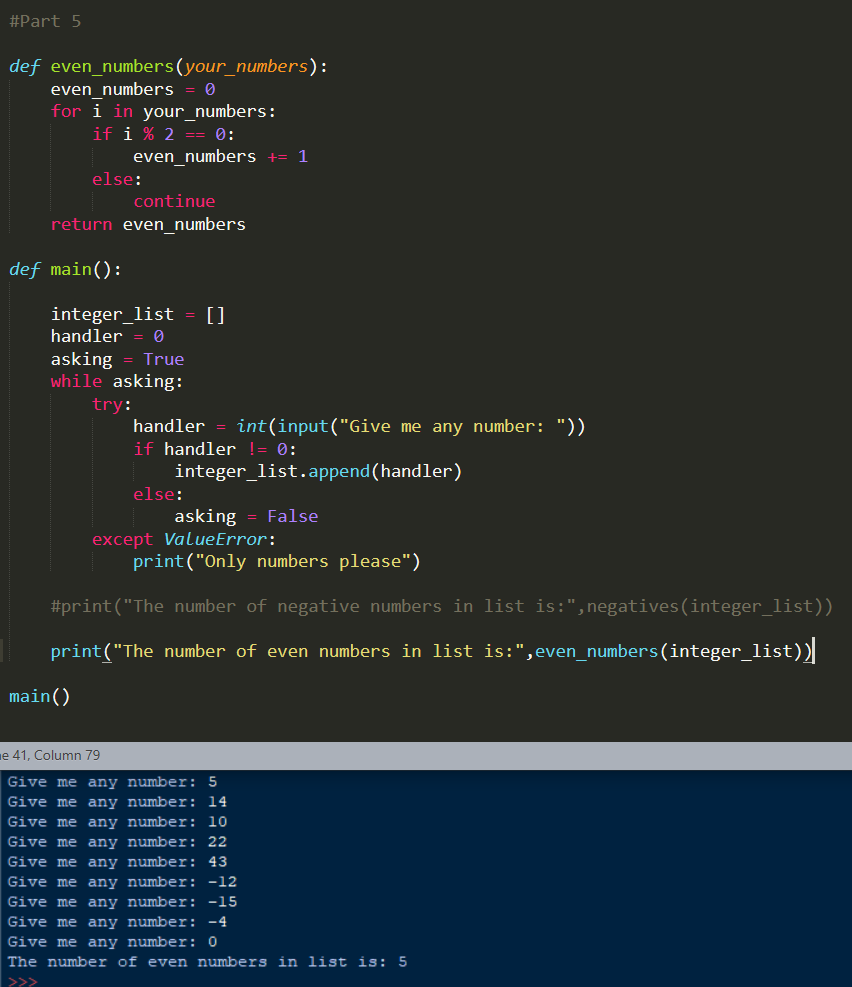 #Part 5
def even_numbers(your_numbers):
    even_numbers = 0
    for i in your_numbers:
        if i % 2 == 0:
            even_numbers += 1
        else:
            continue
    return even_numbers
def main():
    integer_list = []
    handler = 0
    asking = True
    while asking:
        try:
            handler = int(input("Give me any number: "))
            if handler != 0:
                integer_list.append(handler)
            else:
                asking = False
        except ValueError:
            print("Only numbers please")
    #print("The number of negative numbers in list is:",negatives(integer_list))
    print("The number of even numbers in list is:",even_numbers(integer_list))
main()
e 41, Column 79
Give me any number: 5
Give me any number: 14
Give me any number: 10
Give me any number: 22
Give me any number: 43
Give me any number: -12
Give me any number: -15
Give me any number: -4
Give me any number: 0
The number of even numbers in list is: 5
>>>